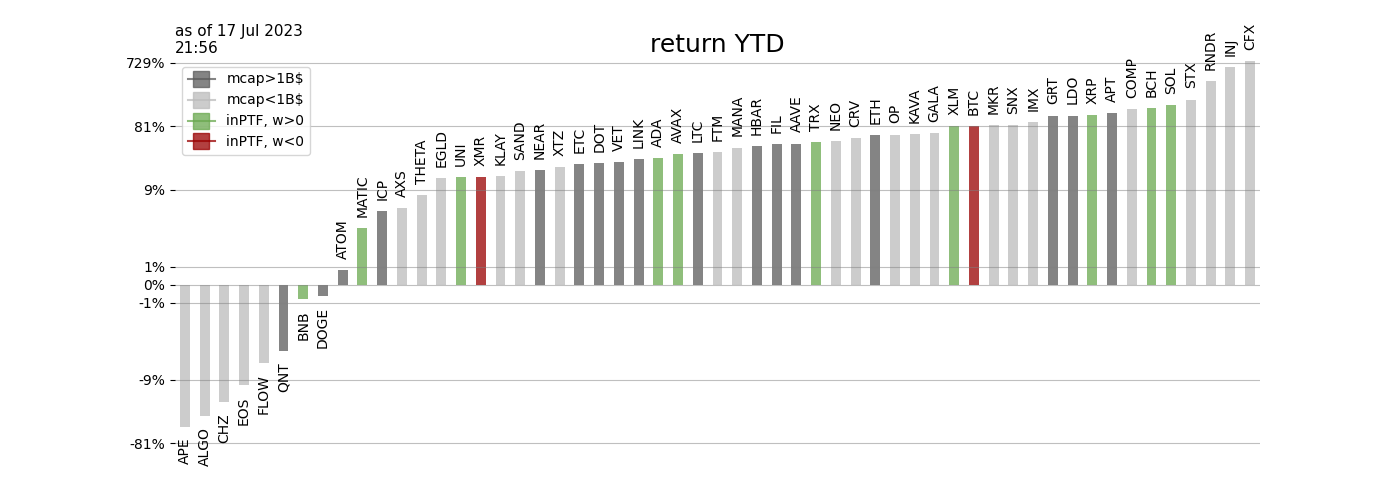 as of 17 Jul 2023
21:56
return YTD
mcap>1B$
mcap<1B$
inPTF, w>0
inPTF, w<0
729%
81%
9%
1%
0%
-1%
-9%
-81%
APE
ALGO
CHZ
EOS
FLOW
QNT
BNB
DOGE
ATOM
MATIC
ICP
AXS
THETA
EGLD
UNI
XMR
KLAY
SAND
NEAR
XTZ
ETC
DOT
VET
LINK
ADA
AVAX
LTC
FTM
MANA
HBAR
FIL
AAVE
TRX
NEO
CRV
ETH
OP
KAVA
GALA
XLM
BTC
MKR
SNX
IMX
GRT
LDO
XRP
APT
COMP
BCH
SOL
STX
RNDR
INJ
CFX